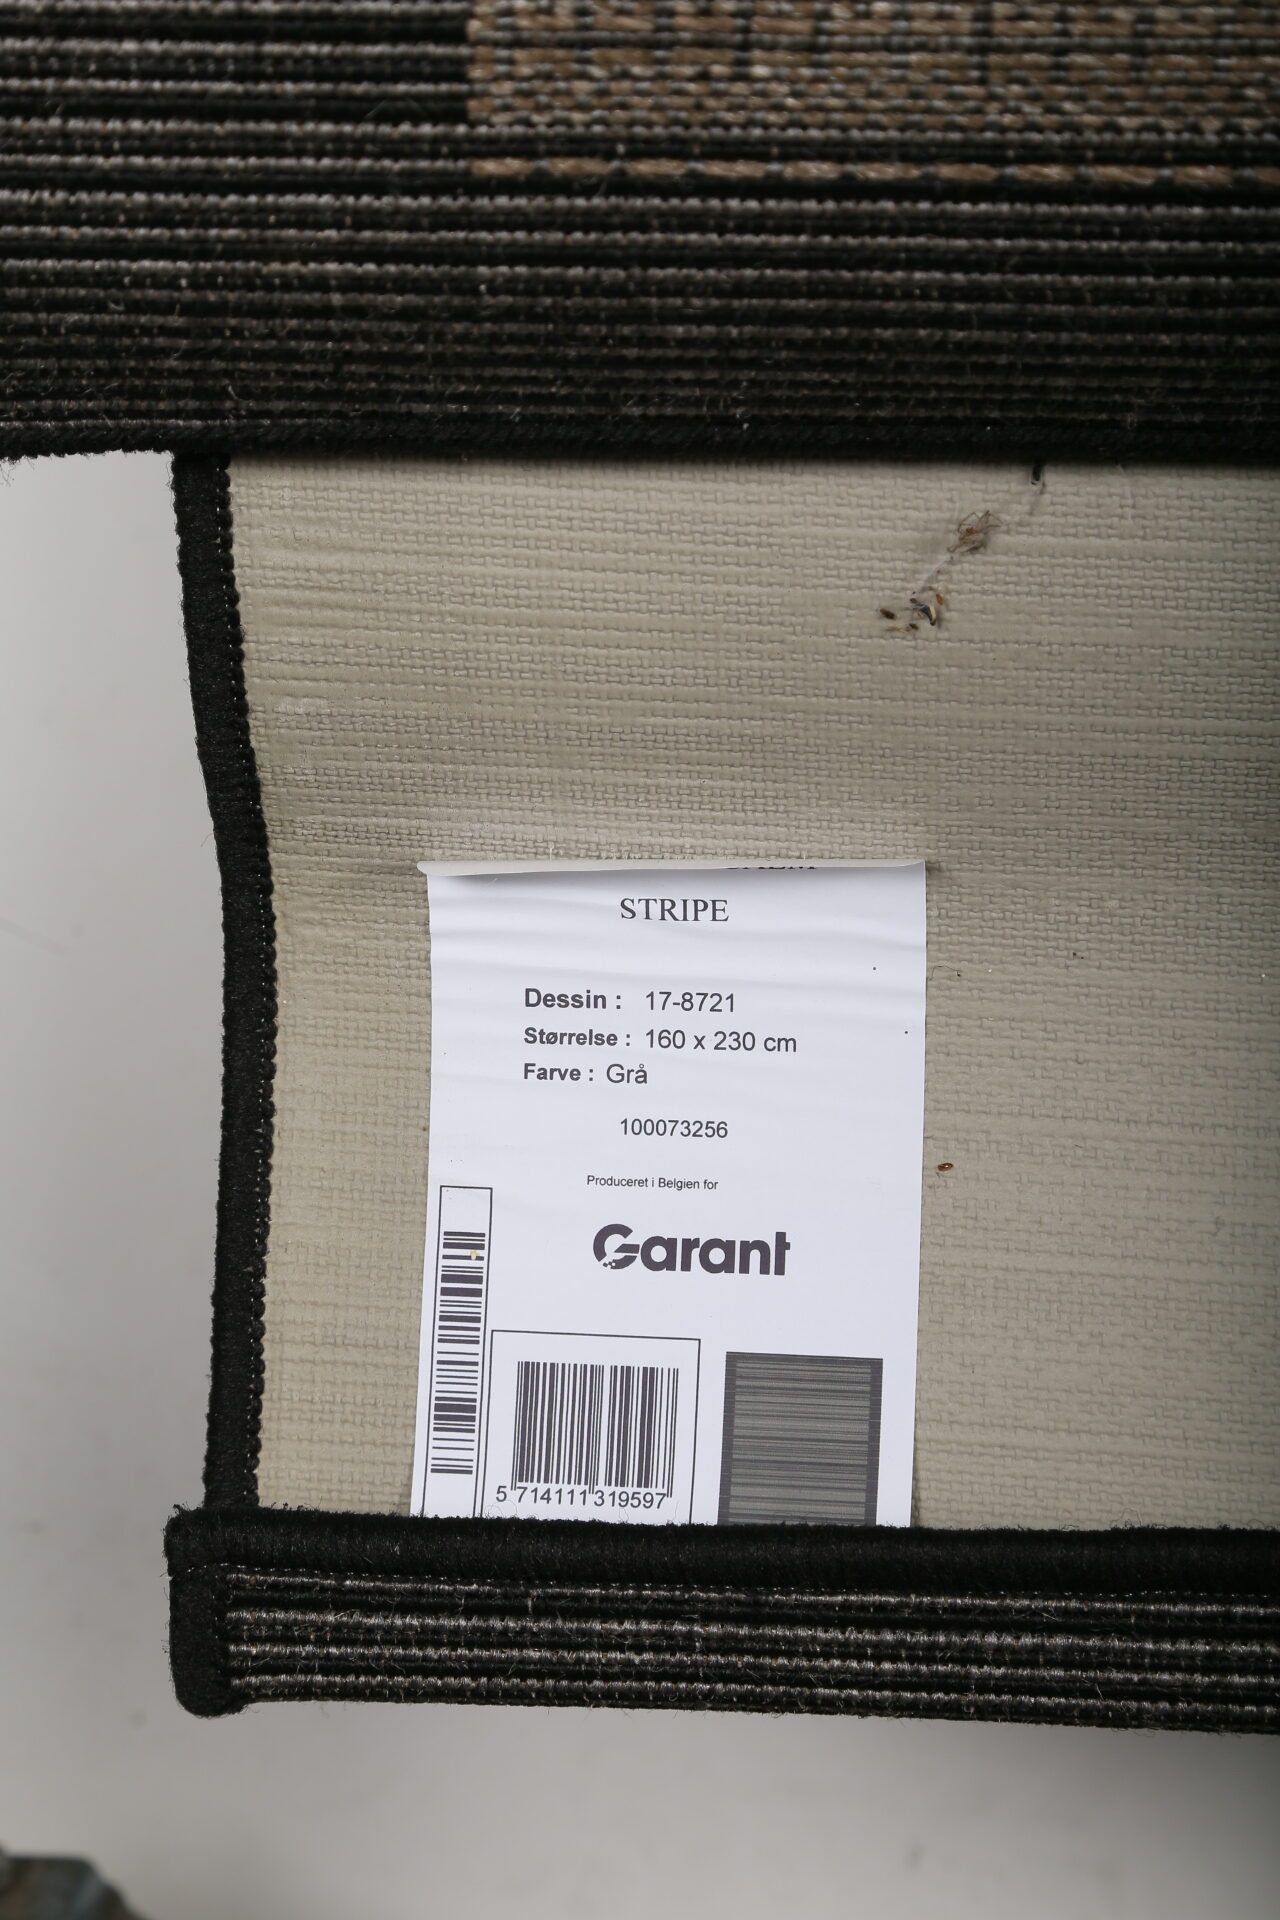 STRIPE
Dessin : 17-8721
Størrelse : 160 x 230 cm
Farve : Grå
100073256
Produceret i Belgien for
Garant
5 714111 319597